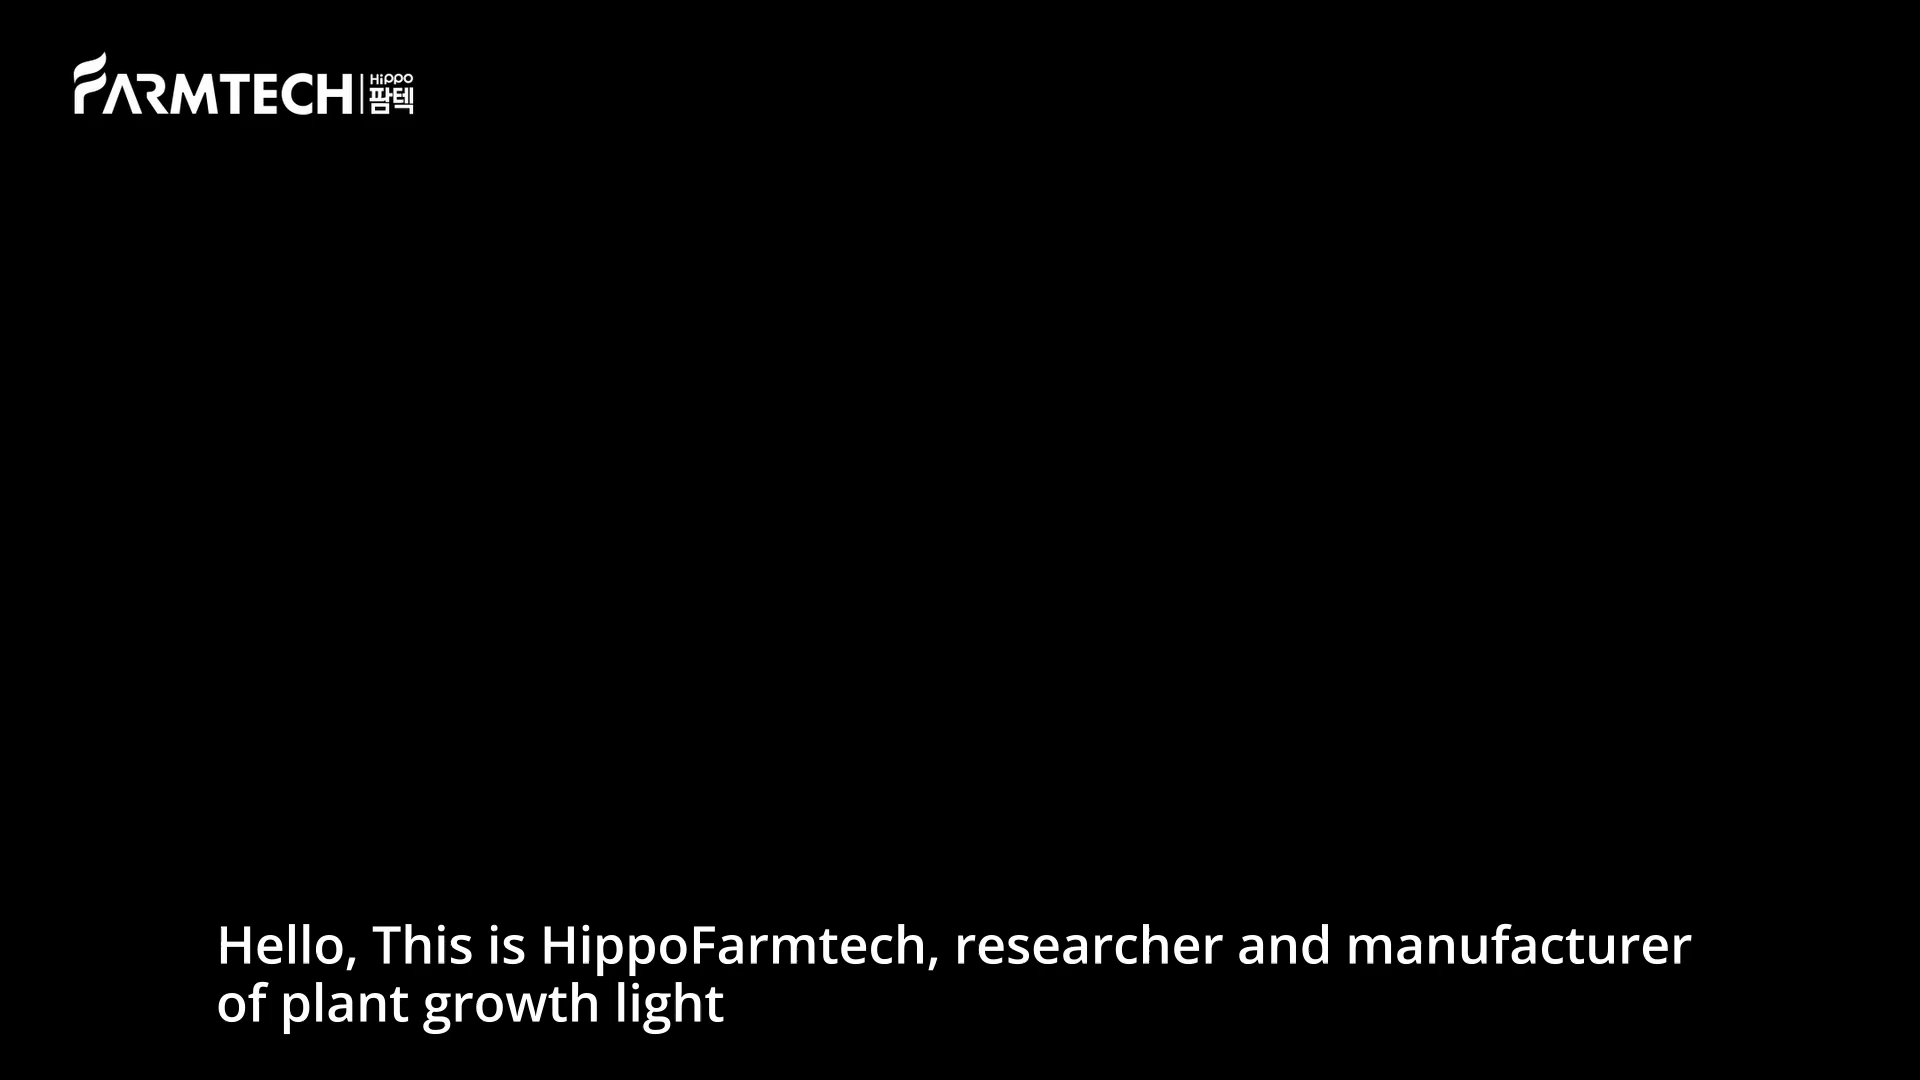 FARMTECH
Hippo
팜텍
Hello, This is HippoFarmtech, researcher and manufacturer
of plant growth light